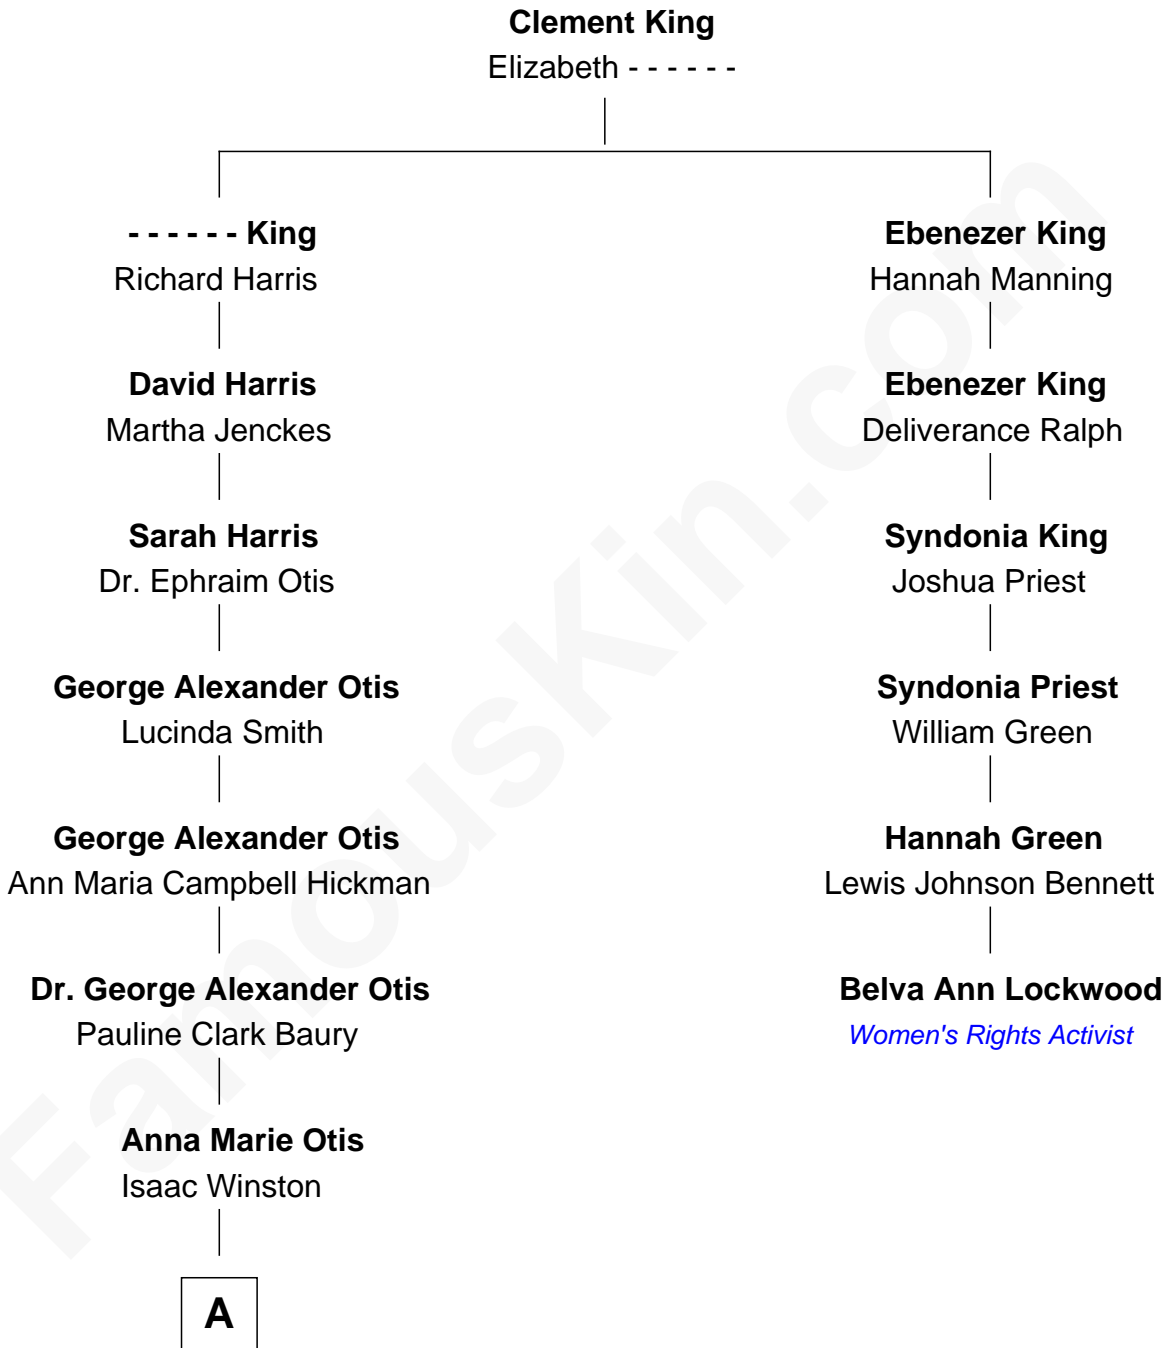 Clement King
Elizabeth - - - - - -
- - - - - - King
Richard Harris
Ebenezer King
Hannah Manning
David Harris
Martha Jenckes
Ebenezer King
Deliverance Ralph
Sarah Harris
Dr. Ephraim Otis
Syndonia King
Joshua Priest
George Alexander Otis
Lucinda Smith
Syndonia Priest
William Green
George Alexander Otis
Ann Maria Campbell Hickman
Hannah Green
Lewis Johnson Bennett
Dr. George Alexander Otis
Pauline Clark Baury
Belva Ann Lockwood
Women's Rights Activist
Anna Marie Otis
Isaac Winston
A
FamousKin.com